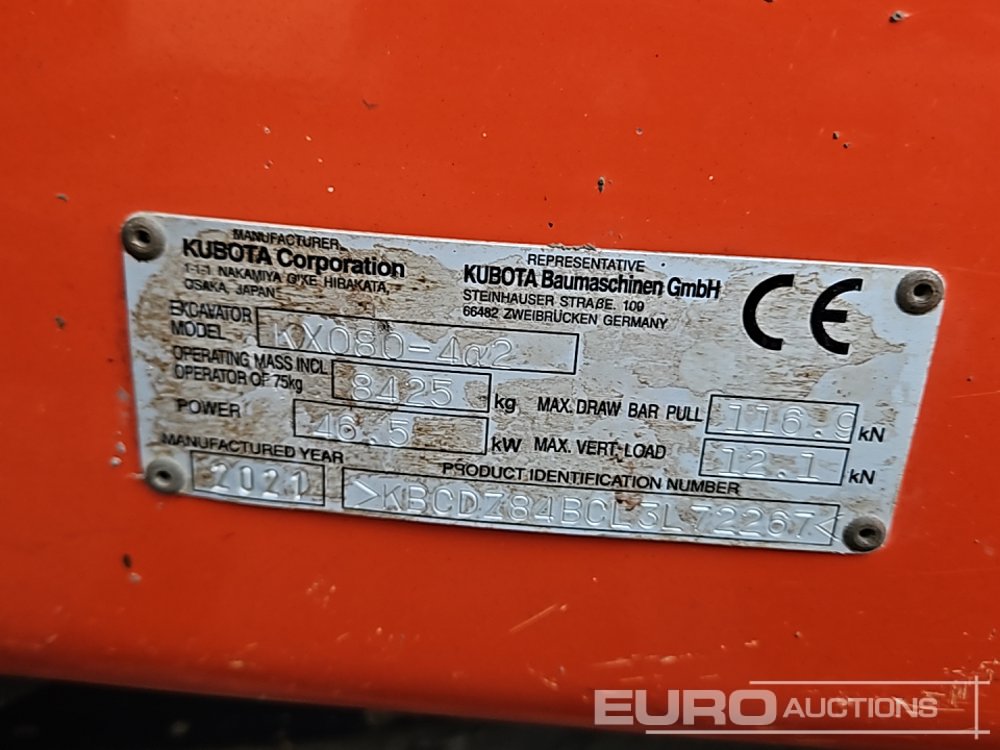 MANUFACTURER
KUBOTA Corporation
1-1-1 NAKAMIYA OIKE HIRAKATA,
OSAKA, JAPAN
REPRESENTATIVE
KUBOTA Baumaschinen GmbH
STEINHAUSER STRAßE. 109
66482 ZWEIBRÜCKEN GERMANY
CE
EXCAVATOR MODEL KX080-4α2
OPERATING MASS INCL
OPERATOR OF 75kg 8425 kg
MAX. DRAW BAR PULL 116.9 kN
POWER 46.5 kW
MAX. VERT. LOAD 12.1 kN
MANUFACTURED YEAR
2021
PRODUCT IDENTIFICATION NUMBER
>KBCDZ84BCL3L72267<
EURO AUCTIONS